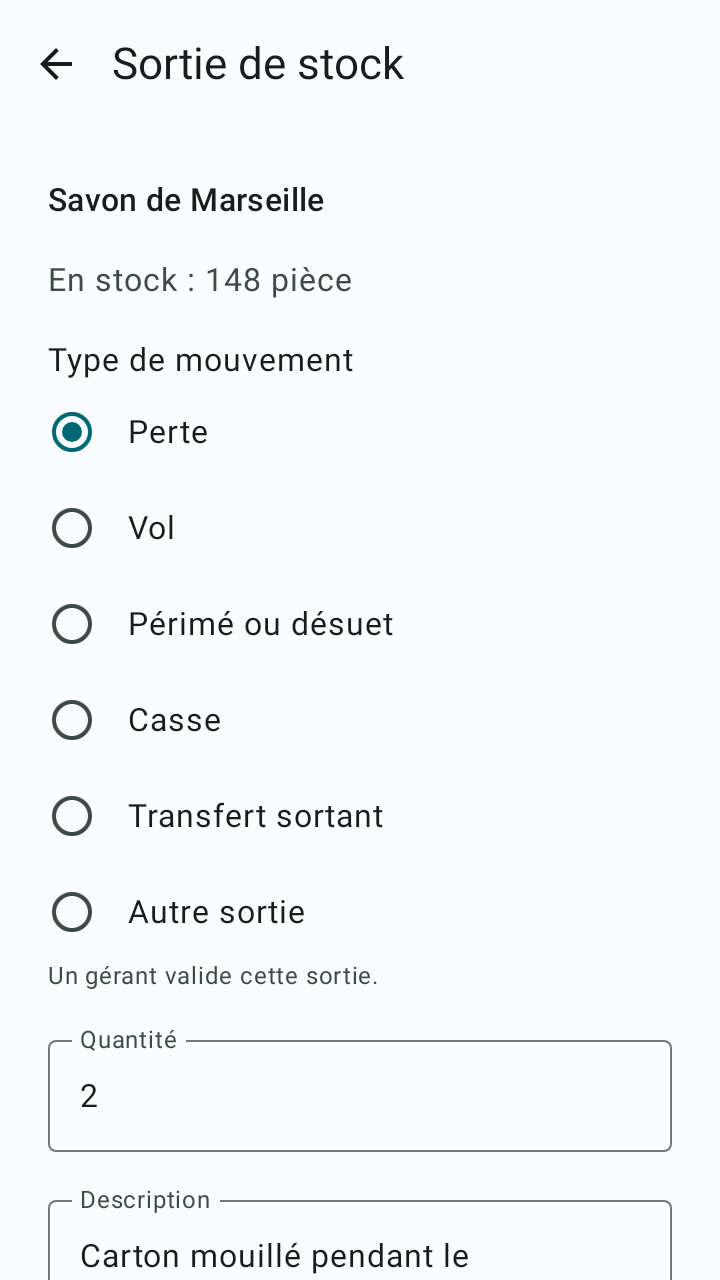 Sortie de stock
Savon de Marseille
En stock : 148 pièce
Type de mouvement
Perte
Vol
Périmé ou désuet
Casse
Transfert sortant
Autre sortie
Un gérant valide cette sortie.
Quantité
2
Description
Carton mouillé pendant le